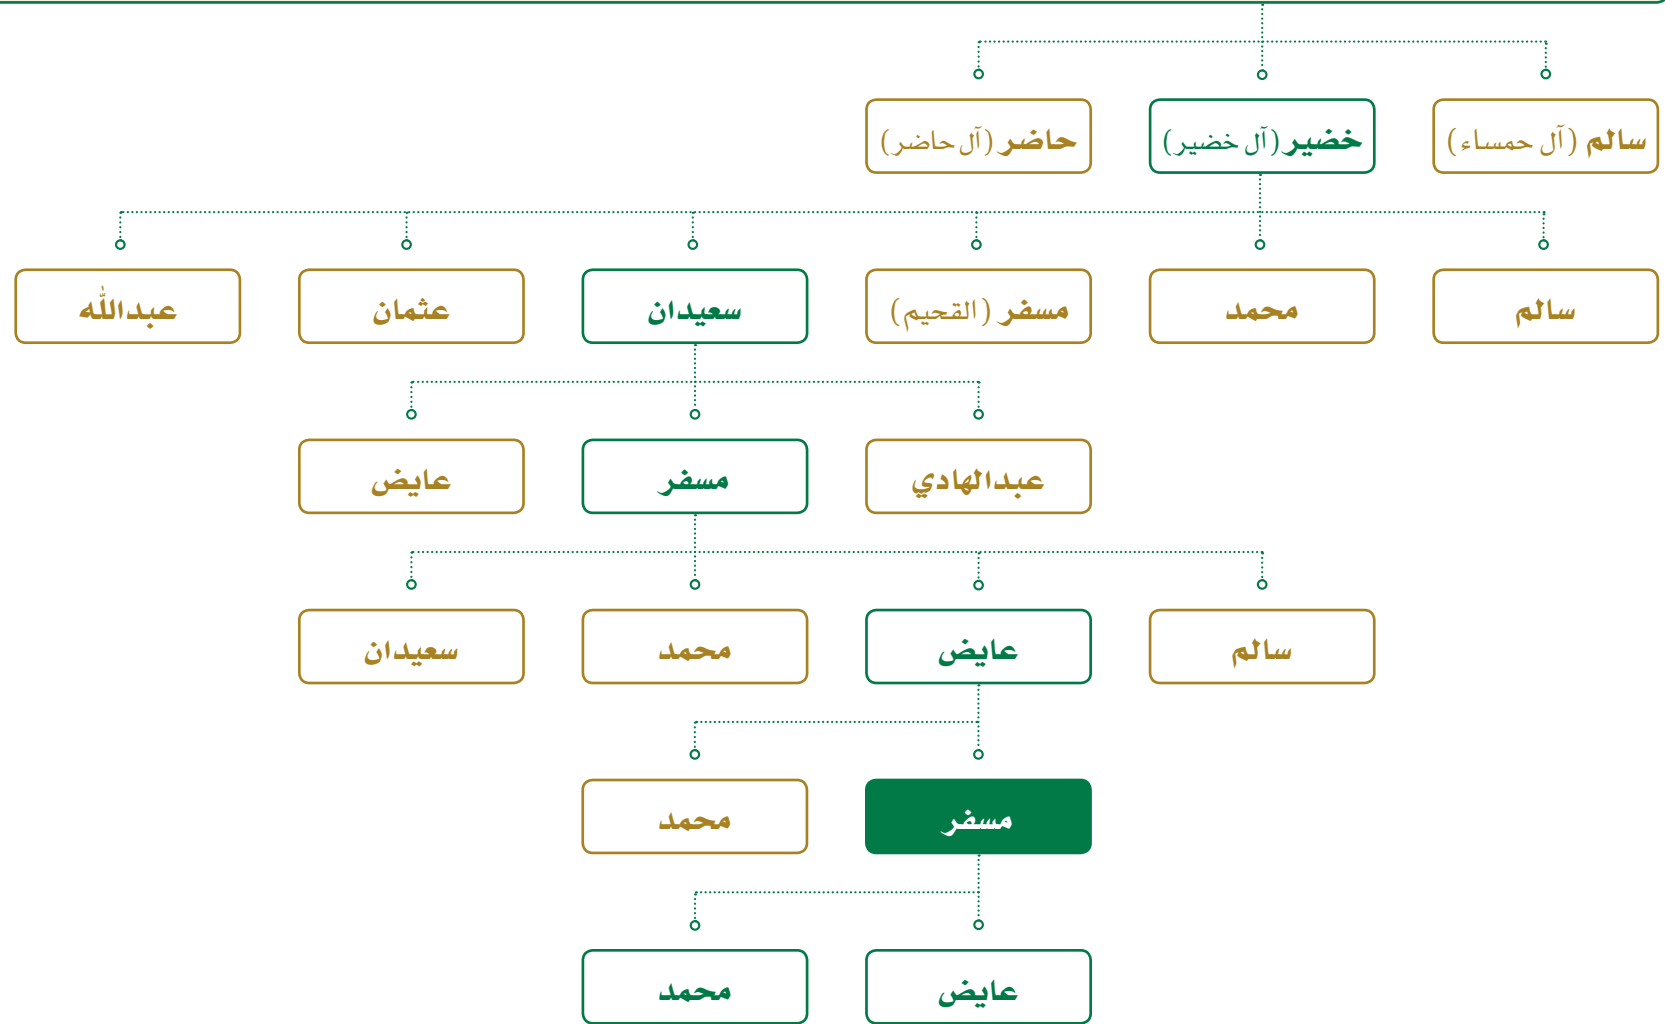 سالم (آل حمساء)
خضير (آل خضير)
حاضر (آل حاضر)
سالم
محمد
مسفر (القحيم)
سعيدان
عثمان
عبدالله
عبدالهادي
مسفر
عايض
سالم
عايض
محمد
سعيدان
مسفر
محمد
عايض
محمد